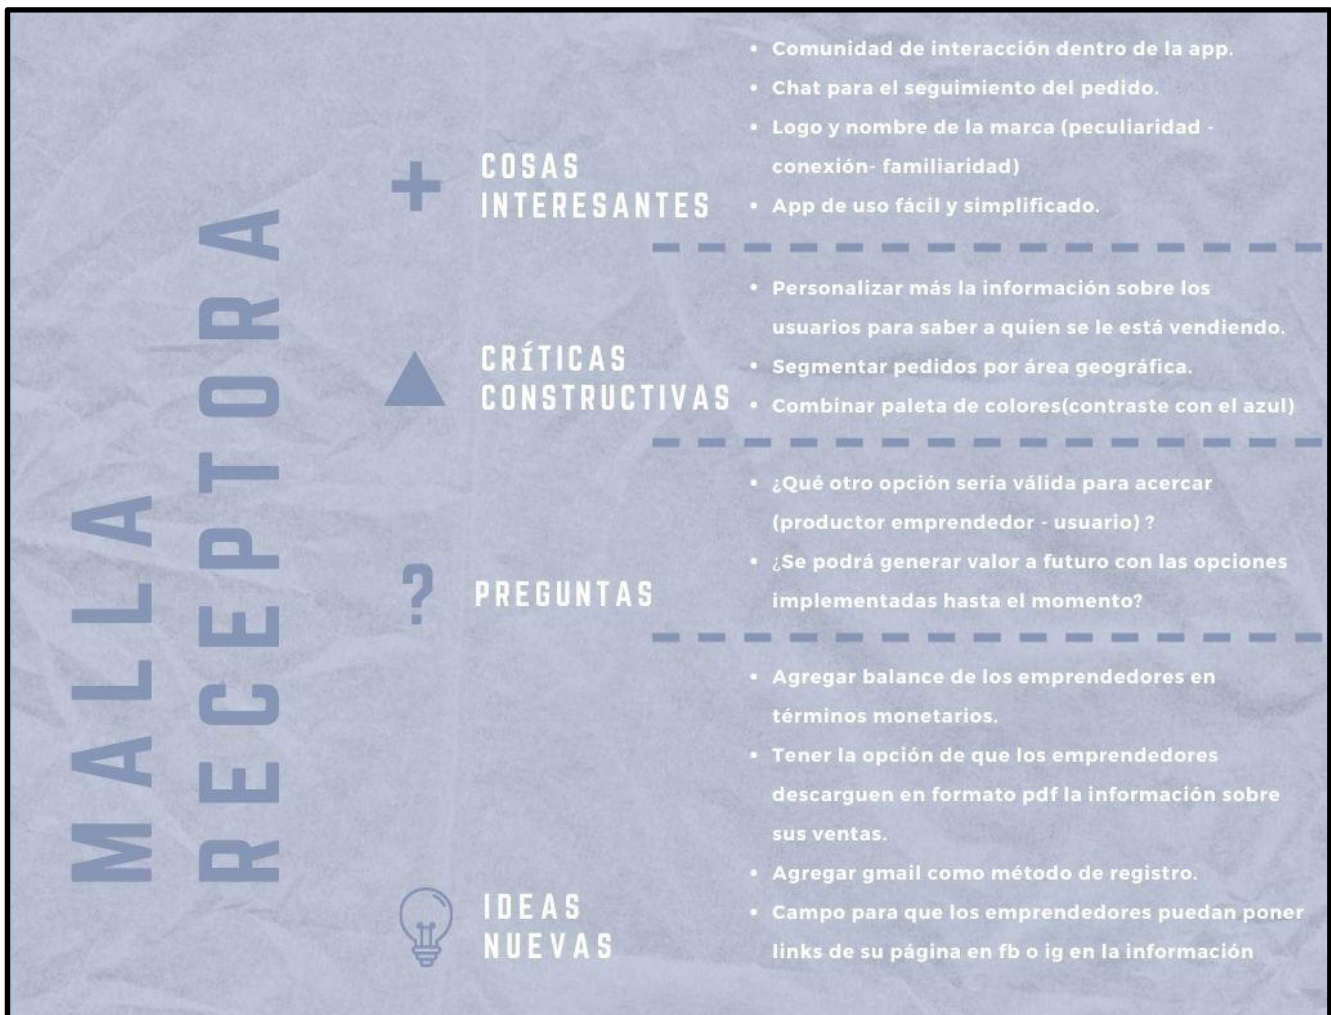 MALLA
RECEPTORA
+
COSAS
INTERESANTES
• Comunidad de interacción dentro de la app.
• Chat para el seguimiento del pedido.
• Logo y nombre de la marca (peculiaridad -
conexión- familiaridad)
• App de uso fácil y simplificado.
CRÍTICAS
CONSTRUCTIVAS
• Personalizar más la información sobre los
usuarios para saber a quien se le está vendiendo.
• Segmentar pedidos por área geográfica.
• Combinar paleta de colores(contraste con el azul)
?
PREGUNTAS
• ¿Qué otro opción sería válida para acercar
(productor emprendedor - usuario) ?
• ¿Se podrá generar valor a futuro con las opciones
implementadas hasta el momento?
IDEAS
NUEVAS
• Agregar balance de los emprendedores en
términos monetarios.
• Tener la opción de que los emprendedores
descarguen en formato pdf la información sobre
sus ventas.
• Agregar gmail como método de registro.
• Campo para que los emprendedores puedan poner
links de su página en fb o ig en la información